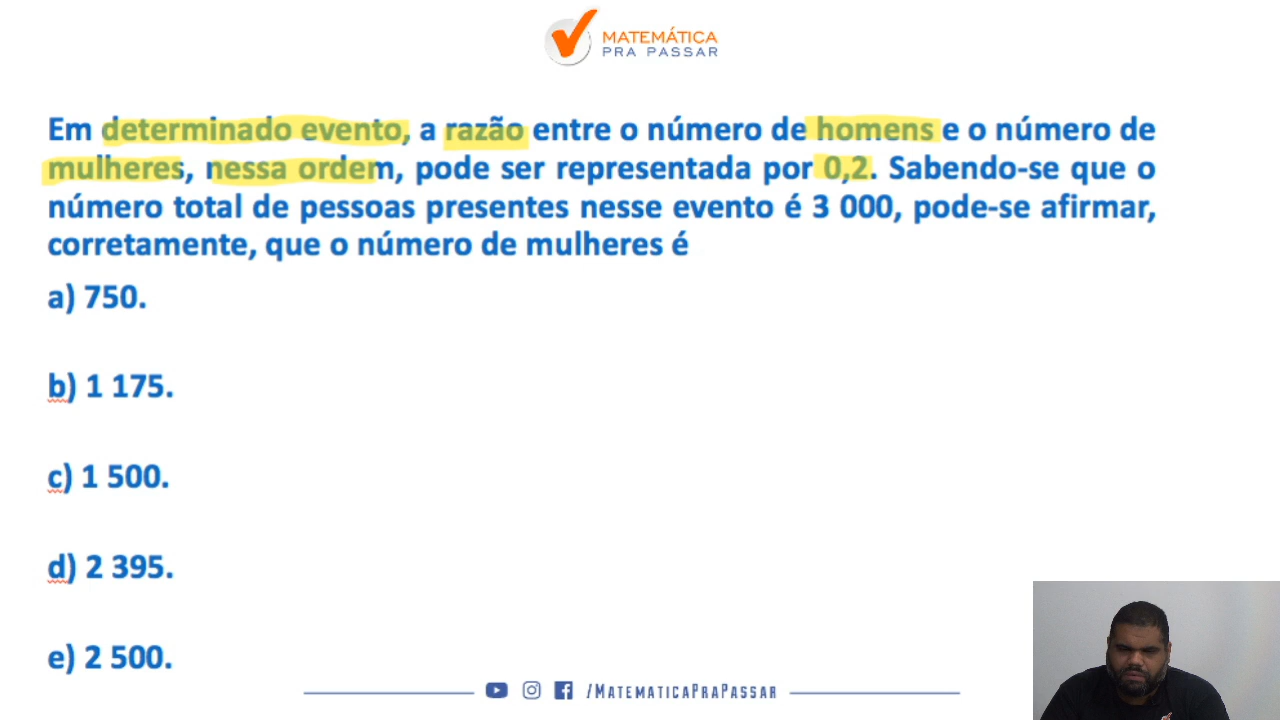 MATEMÁTICA
PRA PASSAR
Em determinado evento, a razão entre o número de homens e o número de
mulheres, nessa ordem, pode ser representada por 0,2. Sabendo-se que o
número total de pessoas presentes nesse evento é 3 000, pode-se afirmar,
corretamente, que o número de mulheres é
a) 750.
b) 1 175.
c) 1 500.
d) 2 395.
e) 2 500.
/MATEMATICAPRAPASSAR